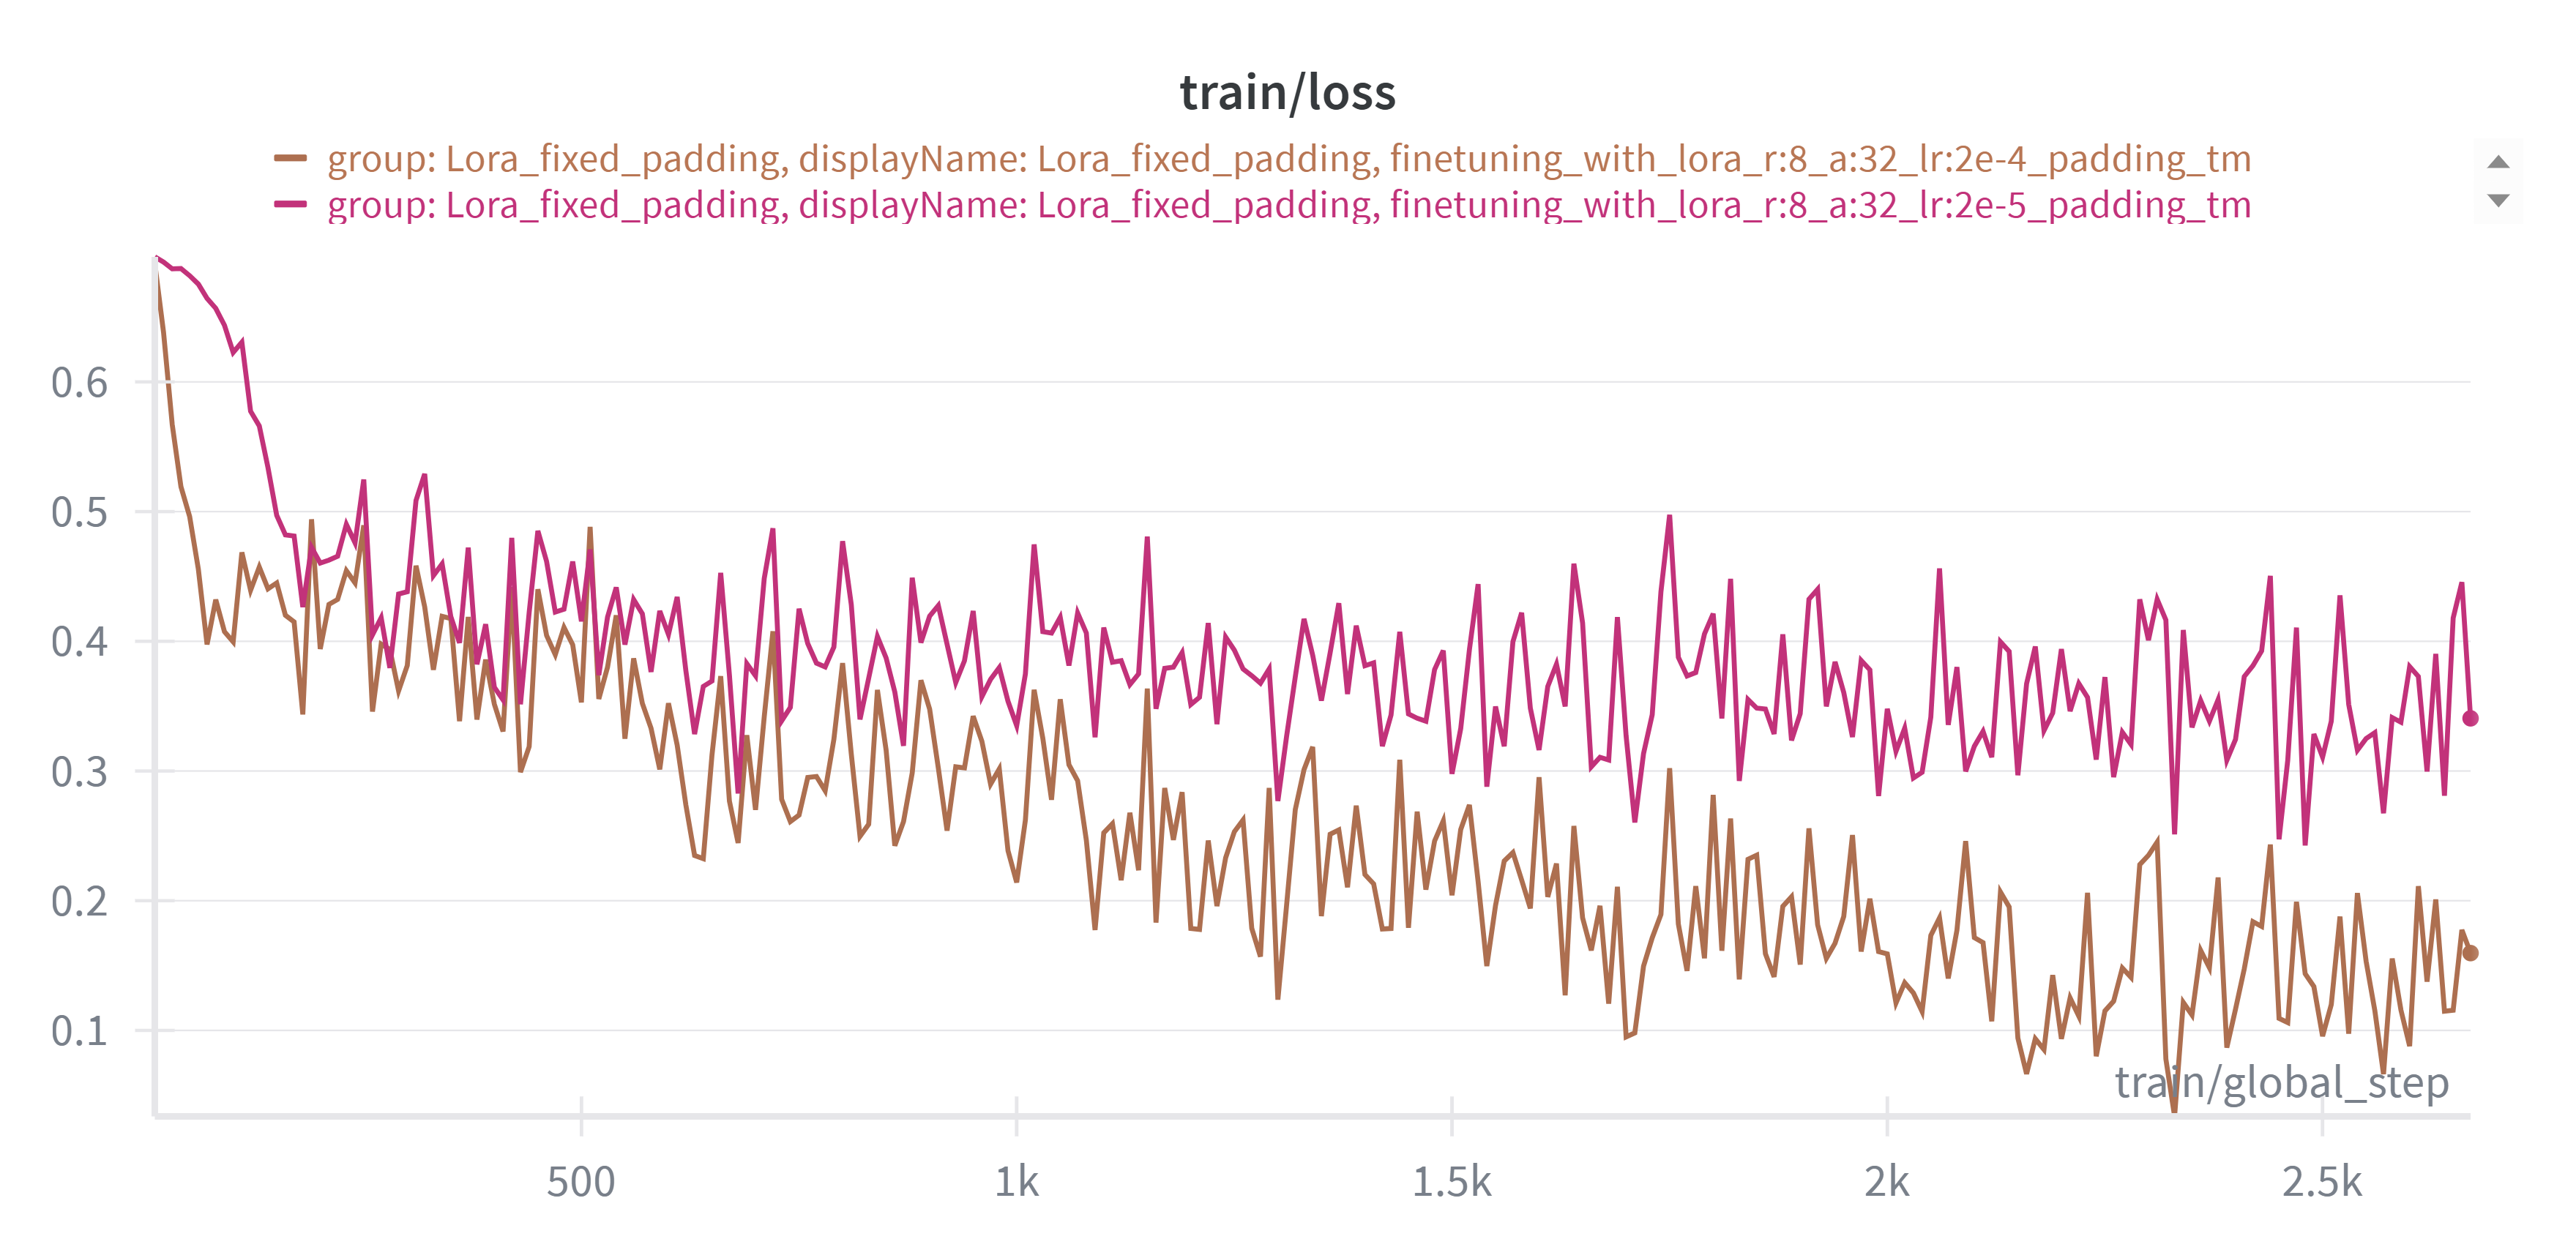 train/loss
group: Lora_fixed_padding, displayName: Lora_fixed_padding, finetuning_with_lora_r:8_a:32_lr:2e-4_padding_tm
group: Lora_fixed_padding, displayName: Lora_fixed_padding, finetuning_with_lora_r:8_a:32_lr:2e-5_padding_tm
0.6
0.5
0.4
0.3
0.2
0.1
train/global_step
500
1k
1.5k
2k
2.5k